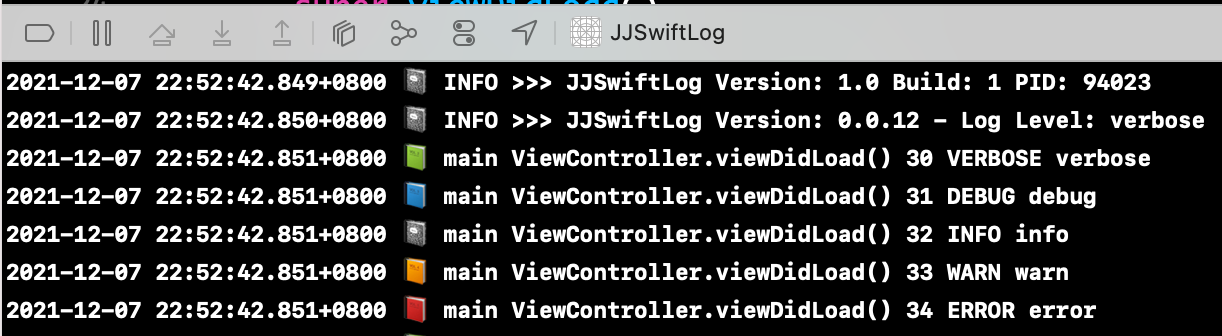 super.viewDidLoad()
JJSwiftLog
2021-12-07 22:52:42.849+0800 📓 INFO >>> JJSwiftLog Version: 1.0 Build: 1 PID: 94023
2021-12-07 22:52:42.850+0800 📓 INFO >>> JJSwiftLog Version: 0.0.12 - Log Level: verbose
2021-12-07 22:52:42.851+0800 📗 main ViewController.viewDidLoad() 30 VERBOSE verbose
2021-12-07 22:52:42.851+0800 📘 main ViewController.viewDidLoad() 31 DEBUG debug
2021-12-07 22:52:42.851+0800 📓 main ViewController.viewDidLoad() 32 INFO info
2021-12-07 22:52:42.851+0800 📙 main ViewController.viewDidLoad() 33 WARN warn
2021-12-07 22:52:42.851+0800 📕 main ViewController.viewDidLoad() 34 ERROR error